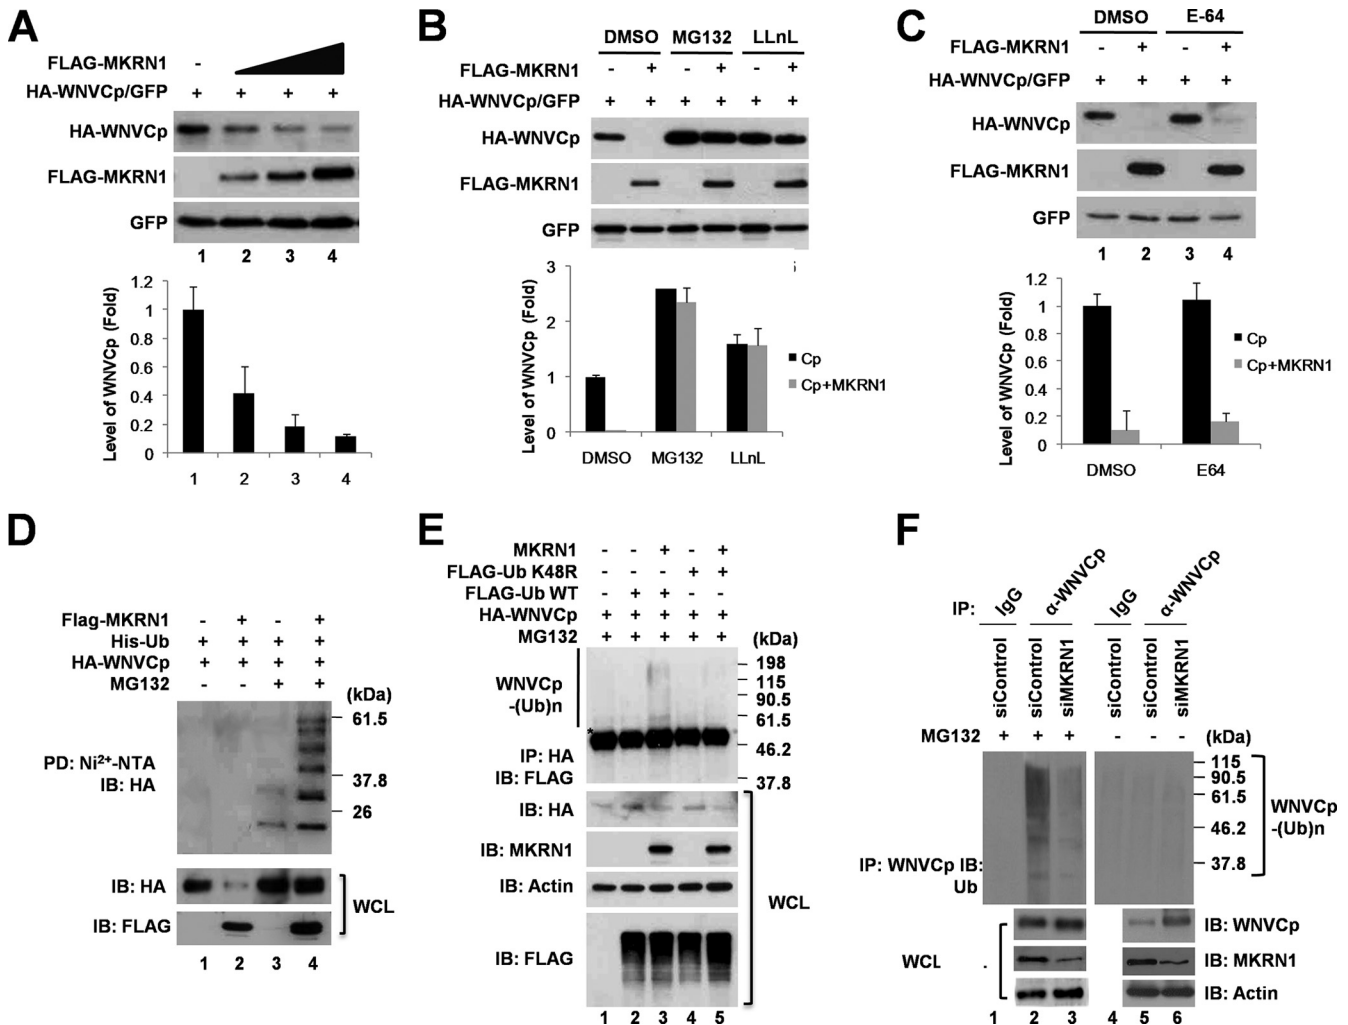 A
FLAG-MKRN1 -
HA-WNVCp/GFP + + + +
HA-WNVCp
FLAG-MKRN1
GFP
1 2 3 4
Level of WNVCp (Fold)
1.2
1
0.8
0.6
0.4
0.2
0
1 2 3 4
B
DMSO MG132 LLnL
FLAG-MKRN1 - + - + - +
HA-WNVCp/GFP + + + + + +
HA-WNVCp
FLAG-MKRN1
GFP
Level of WNVCp (Fold)
3
2
1
0
DMSO MG132 LLnL
Cp
Cp+MKRN1
C
DMSO E-64
FLAG-MKRN1 - + - +
HA-WNVCp/GFP + + + +
HA-WNVCp
FLAG-MKRN1
GFP
1 2 3 4
Level of WNVCp (Fold)
1.2
1
0.8
0.6
0.4
0.2
0
DMSO E64
Cp
Cp+MKRN1
D
Flag-MKRN1 - + - +
His-Ub + + + +
HA-WNVCp + + + +
MG132 - - + +
(kDa)
61.5
37.8
26
PD: Ni²⁺-NTA
IB: HA
IB: HA
IB: FLAG
WCL
1 2 3 4
E
MKRN1 - - + - +
FLAG-Ub K48R - - - + +
FLAG-Ub WT - + + - -
HA-WNVCp + + + + +
MG132 + + + + +
(kDa)
198
115
90.5
61.5
46.2
37.8
WNVCp
-(Ub)n
*
IP: HA
IB: FLAG
IB: HA
IB: MKRN1
IB: Actin
IB: FLAG
WCL
1 2 3 4 5
F
IP: IgG α-WNVCp IgG α-WNVCp
siControl siControl siMKRN1 siControl siControl siMKRN1
MG132 + + + - - -
(kDa)
115
90.5
61.5
46.2
37.8
WNVCp
-(Ub)n
IP: WNVCp IB:
Ub
IB: WNVCp
IB: MKRN1
IB: Actin
WCL
1 2 3 4 5 6